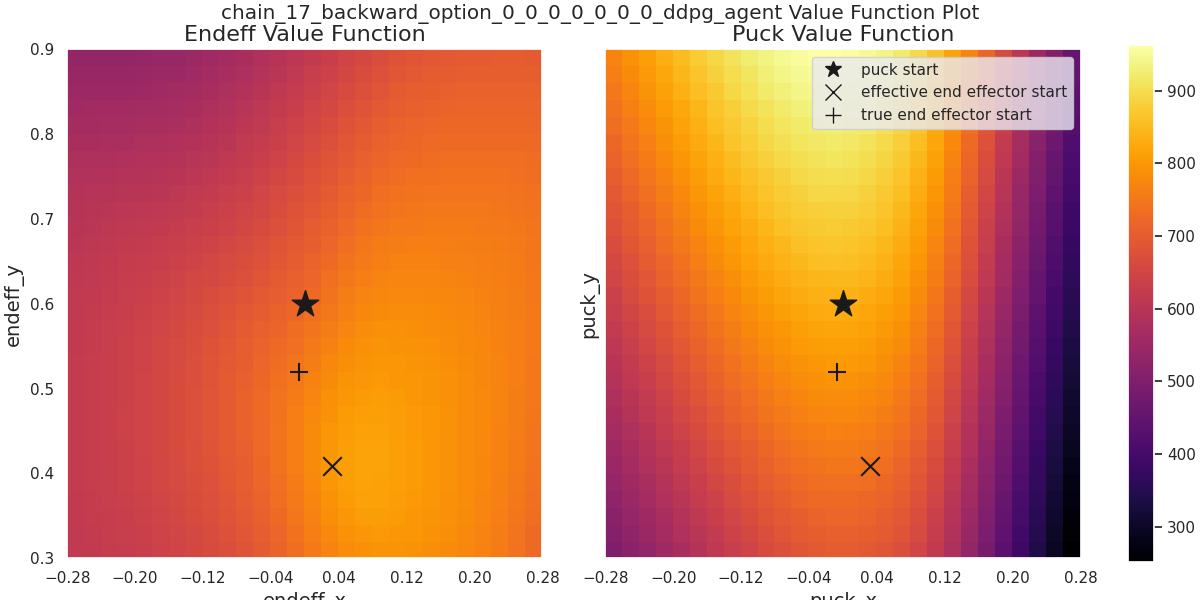 chain_17_backward_option_0_0_0_0_0_0_0_ddpg_agent Value Function Plot
Endeff Value Function
Puck Value Function
puck start
effective end effector start
true end effector start
0.9
0.8
0.7
0.6
0.5
0.4
0.3
endeff_y
−0.28 −0.20 −0.12 −0.04 0.04 0.12 0.20 0.28
endeff_x
puck_y
−0.28 −0.20 −0.12 −0.04 0.04 0.12 0.20 0.28
puck_x
900
800
700
600
500
400
300